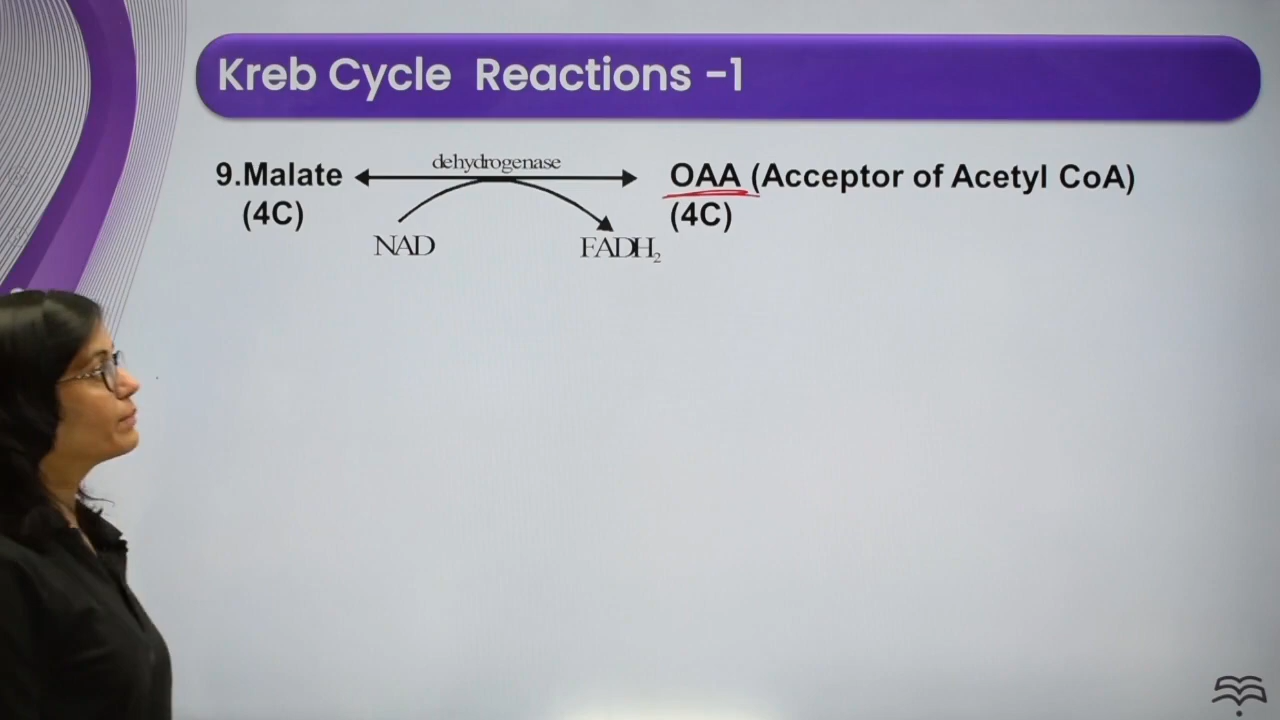 Kreb Cycle Reactions -1
dehydrogenase
9.Malate OAA (Acceptor of Acetyl CoA)
(4C) (4C)
NAD FADH₂